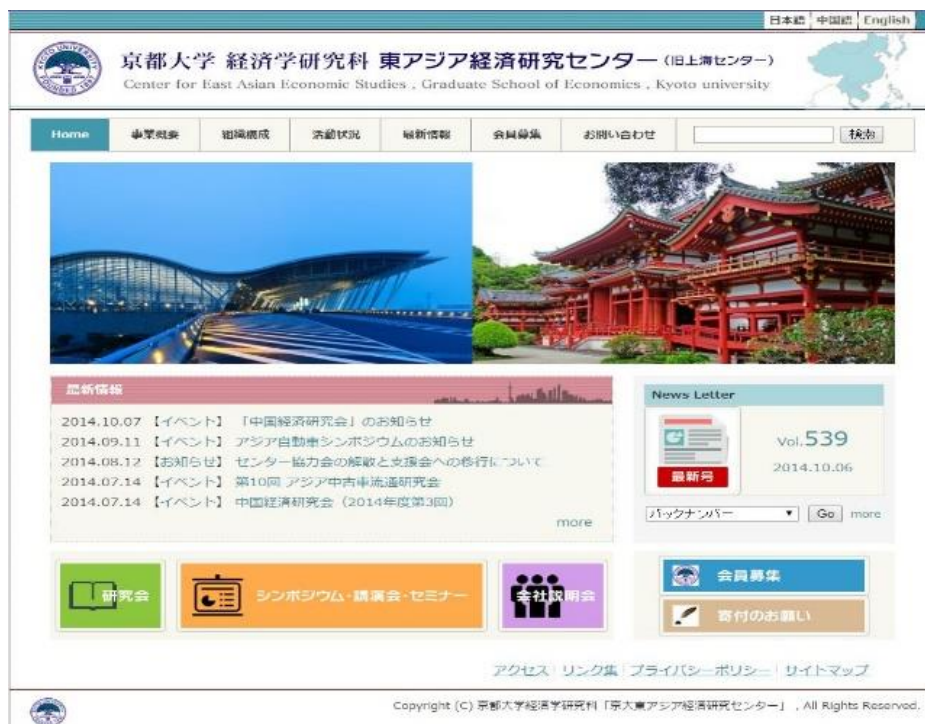 日本語 中国語 English
京都大学 経済学研究科 東アジア経済研究センター (旧上海センター)
Center for East Asian Economic Studies , Graduate School of Economics , Kyoto university
Home 事業概要 組織構成 活動状況 最新情報 会員募集 お問い合わせ 検索
最新情報
2014.10.07 【イベント】 「中国経済研究会」のお知らせ
2014.09.11 【イベント】 アジア自動車シンポジウムのお知らせ
2014.08.12 【お知らせ】 センター協力会の解散と支援会への移行について
2014.07.14 【イベント】 第10回 アジア中古車流通研究会
2014.07.14 【イベント】 中国経済研究会（2014年度第3回）
more
News Letter
Vol.539
2014.10.06
最新号
バックナンバー Go more
研究会 シンポジウム・講演会・セミナー 会社説明会
会員募集
寄付のお願い
アクセス リンク集 プライバシーポリシー サイトマップ
Copyright (C) 京都大学経済学研究科「京大東アジア経済研究センター」 , All Rights Reserved.